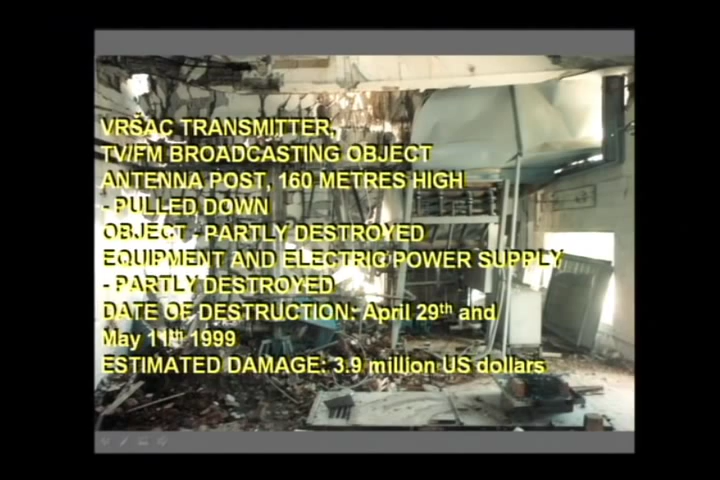 VRŠAC TRANSMITTER,
TV/FM BROADCASTING OBJECT
ANTENNA POST, 160 METRES HIGH
- PULLED DOWN
OBJECT - PARTLY DESTROYED
EQUIPMENT AND ELECTRIC POWER SUPPLY
- PARTLY DESTROYED
DATE OF DESTRUCTION: April 29th and
May 11th 1999
ESTIMATED DAMAGE: 3.9 million US dollars